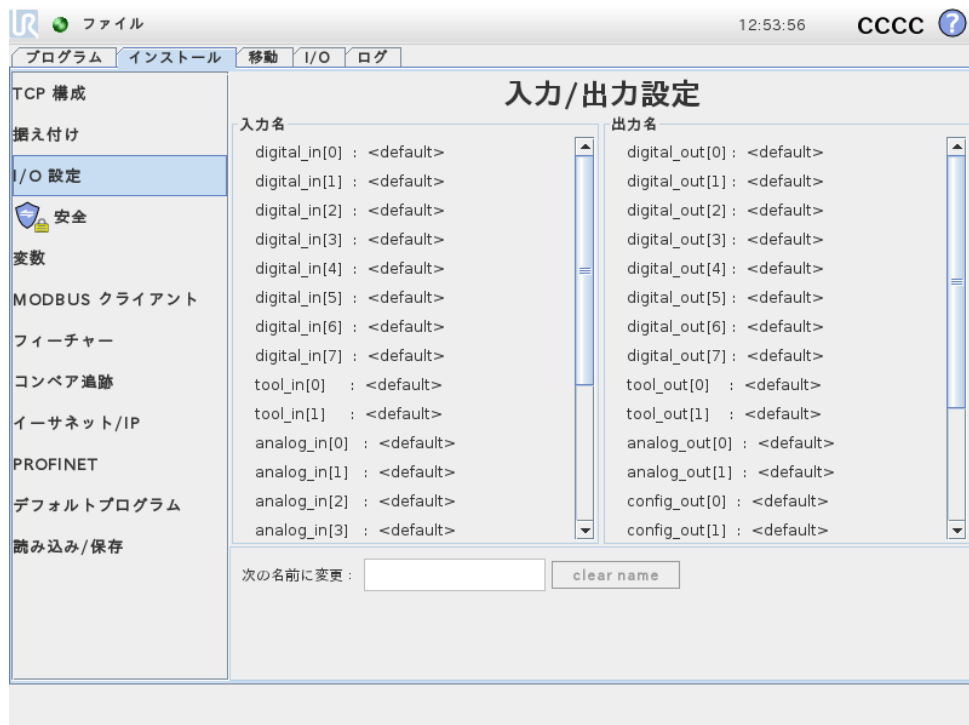 UR ファイル 12:53:56 CCCC ?
プログラム インストール 移動 I/O ログ
TCP 構成
据え付け
I/O 設定
安全
変数
MODBUS クライアント
フィーチャー
コンベア追跡
イーサネット/IP
PROFINET
デフォルトプログラム
読み込み/保存
入力/出力設定
入力名
digital_in[0] : <default>
digital_in[1] : <default>
digital_in[2] : <default>
digital_in[3] : <default>
digital_in[4] : <default>
digital_in[5] : <default>
digital_in[6] : <default>
digital_in[7] : <default>
tool_in[0] : <default>
tool_in[1] : <default>
analog_in[0] : <default>
analog_in[1] : <default>
analog_in[2] : <default>
analog_in[3] : <default>
出力名
digital_out[0] : <default>
digital_out[1] : <default>
digital_out[2] : <default>
digital_out[3] : <default>
digital_out[4] : <default>
digital_out[5] : <default>
digital_out[6] : <default>
digital_out[7] : <default>
tool_out[0] : <default>
tool_out[1] : <default>
analog_out[0] : <default>
analog_out[1] : <default>
config_out[0] : <default>
config_out[1] : <default>
次の名前に変更 : clear name